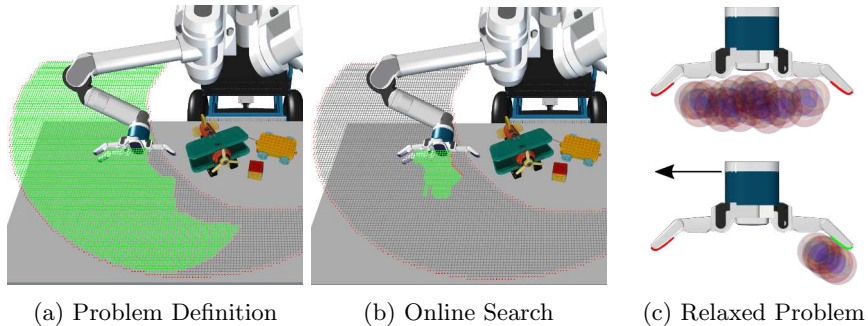 (a) Problem Definition
(b) Online Search
(c) Relaxed Problem